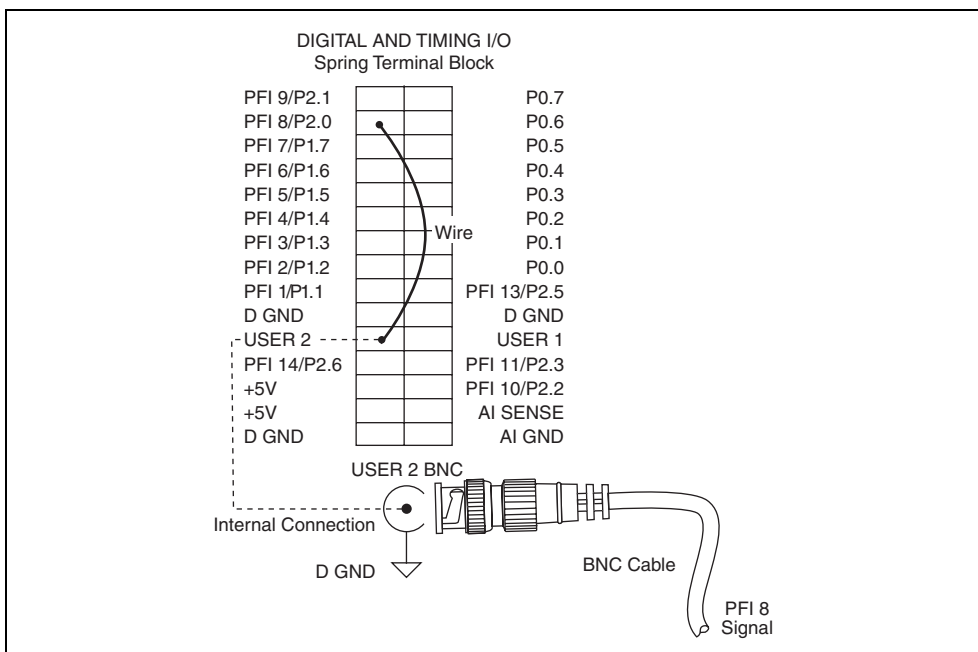 DIGITAL AND TIMING I/O
Spring Terminal Block
PFI 9/P2.1 P0.7
PFI 8/P2.0 P0.6
PFI 7/P1.7 P0.5
PFI 6/P1.6 P0.4
PFI 5/P1.5 P0.3
PFI 4/P1.4 P0.2
Wire
PFI 3/P1.3 P0.1
PFI 2/P1.2 P0.0
PFI 1/P1.1 PFI 13/P2.5
D GND D GND
USER 2 USER 1
PFI 14/P2.6 PFI 11/P2.3
+5V PFI 10/P2.2
+5V AI SENSE
D GND AI GND
USER 2 BNC
Internal Connection
D GND
BNC Cable
PFI 8
Signal